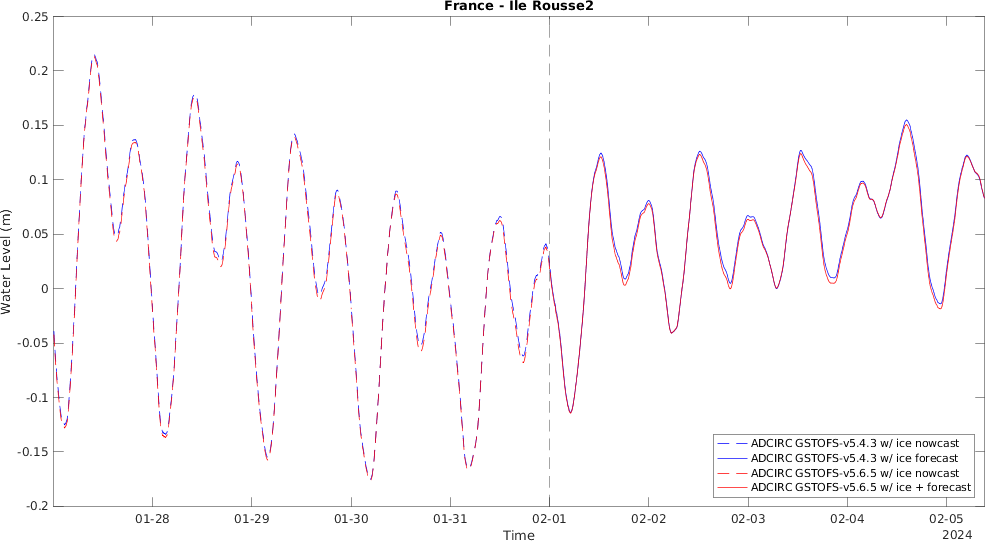 France - Ile Rousse2
Water Level (m)
0.25
0.2
0.15
0.1
0.05
0
-0.05
-0.1
-0.15
-0.2
ADCIRC GSTOFS-v5.4.3 w/ ice nowcast
ADCIRC GSTOFS-v5.4.3 w/ ice forecast
ADCIRC GSTOFS-v5.6.5 w/ ice nowcast
ADCIRC GSTOFS-v5.6.5 w/ ice + forecast
01-28 01-29 01-30 01-31 02-01 02-02 02-03 02-04 02-05
Time
2024